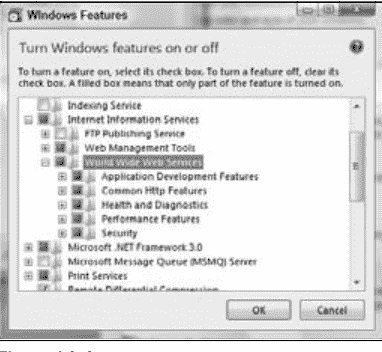 Windows Features
Turn Windows features on or off
To turn a feature on, select its check box. To turn a feature off, clear its
check box. A filled box means that only part of the feature is turned on.
Indexing Service
Internet Information Services
FTP Publishing Service
Web Management Tools
World Wide Web Services
Application Development Features
Common Http Features
Health and Diagnostics
Performance Features
Security
Microsoft .NET Framework 3.0
Microsoft Message Queue (MSMQ) Server
Print Services
Remote Differential Compression
OK
Cancel